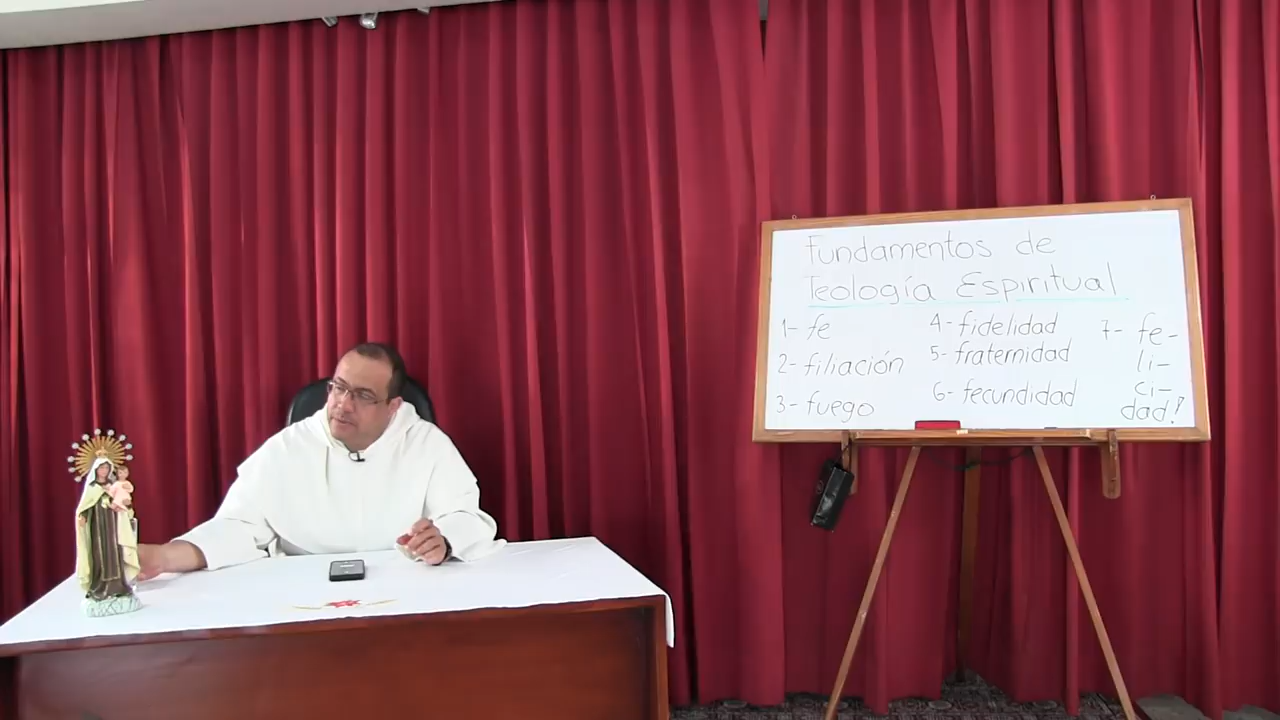 Fundamentos de
Teología Espiritual
1- fe
2- filiación
3- fuego
4- fidelidad
5- fraternidad
6- fecundidad
7- fe-
li-
ci-
dad!